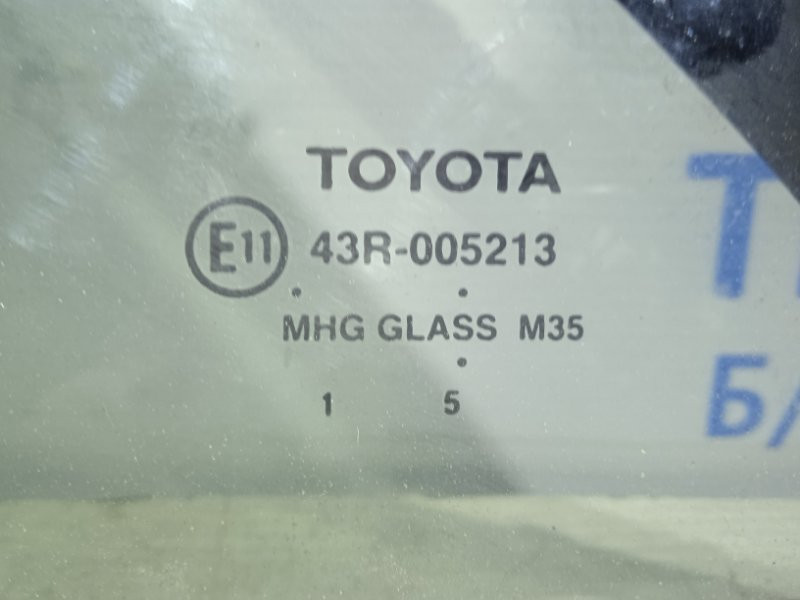 TOYOTA
E11 43R-005213
MHG GLASS M35
1 5
Б/